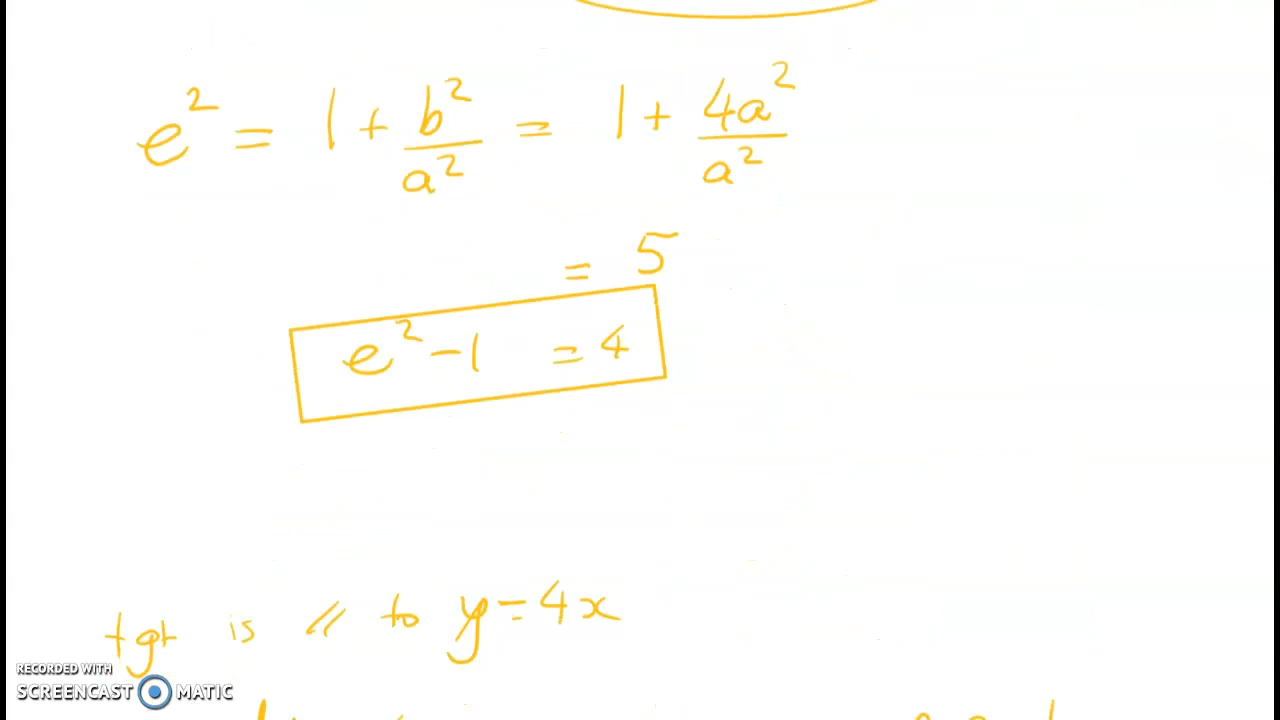 e² = 1 + b²/a² = 1 + 4a²/a²
= 5
e² - 1 = 4
tgt is // to y = 4x
RECORDED WITH
SCREENCAST MATIC